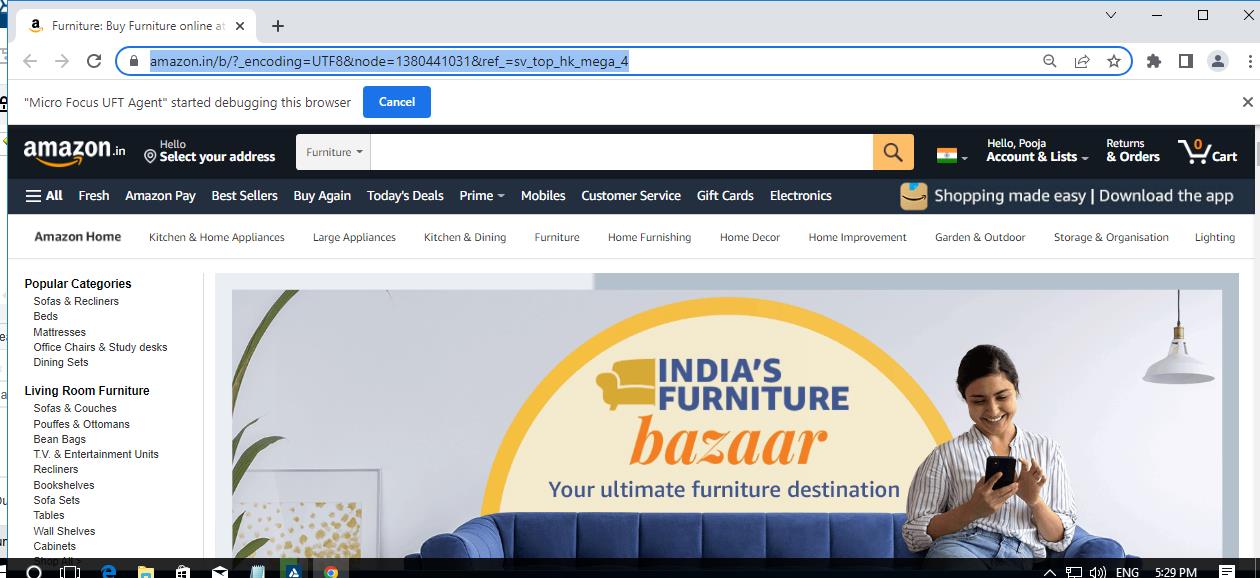 Furniture: Buy Furniture online at
amazon.in/b/?_encoding=UTF8&node=1380441031&ref_=sv_top_hk_mega_4
"Micro Focus UFT Agent" started debugging this browser
Cancel
amazon.in
Hello
Select your address
Furniture
Hello, Pooja
Account & Lists
Returns
& Orders
0
Cart
All Fresh Amazon Pay Best Sellers Buy Again Today's Deals Prime Mobiles Customer Service Gift Cards Electronics
Shopping made easy | Download the app
Amazon Home Kitchen & Home Appliances Large Appliances Kitchen & Dining Furniture Home Furnishing Home Decor Home Improvement Garden & Outdoor Storage & Organisation Lighting
Popular Categories
Sofas & Recliners
Beds
Mattresses
Office Chairs & Study desks
Dining Sets
Living Room Furniture
Sofas & Couches
Pouffes & Ottomans
Bean Bags
T.V. & Entertainment Units
Recliners
Bookshelves
Sofa Sets
Tables
Wall Shelves
Cabinets
INDIA'S
FURNITURE
bazaar
Your ultimate furniture destination
ENG
5:29 PM